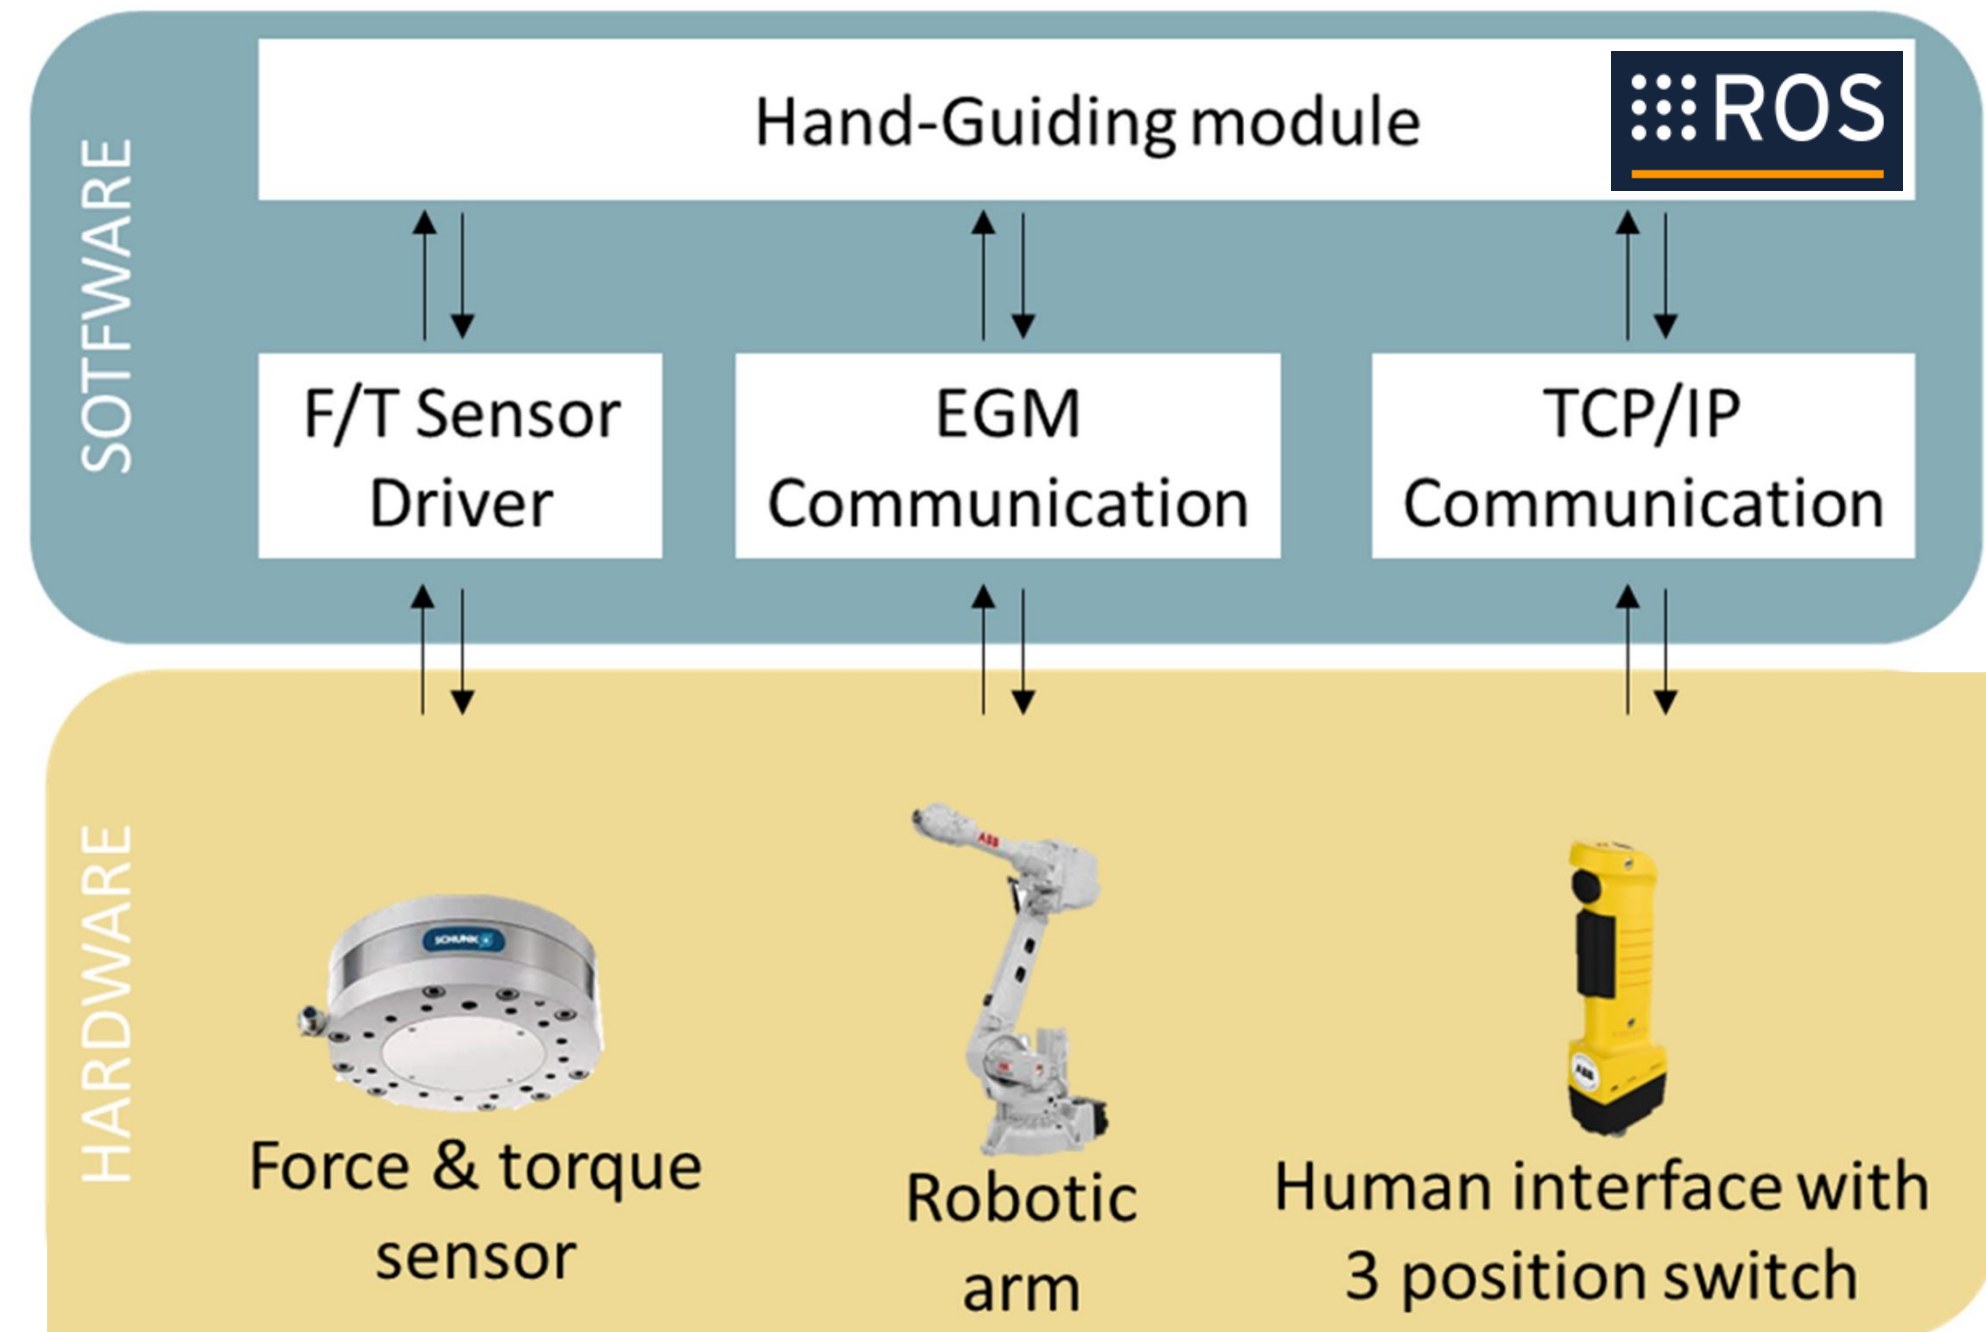 Hand-Guiding module
ROS
SOTFWARE
F/T Sensor
Driver
EGM
Communication
TCP/IP
Communication
HARDWARE
SCHUNK
ABB
ABB
Force & torque
sensor
Robotic
arm
Human interface with
3 position switch